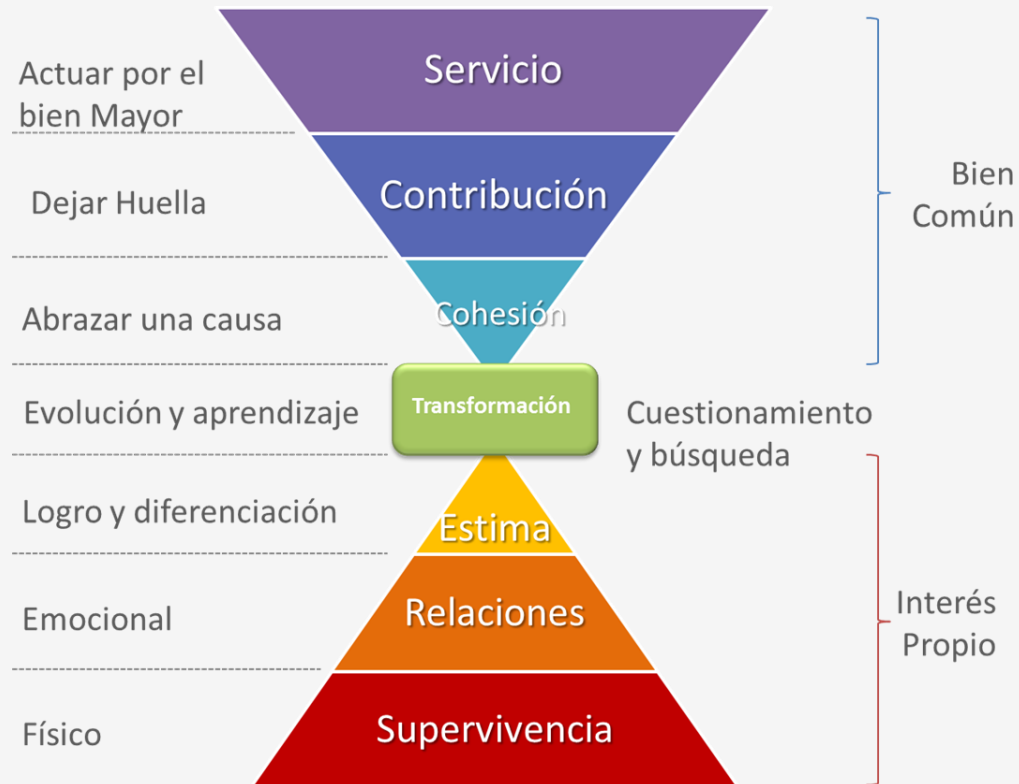 Servicio
Actuar por el
bien Mayor
Contribución
Dejar Huella
Bien
Común
Cohesión
Abrazar una causa
Transformación
Evolución y aprendizaje
Cuestionamiento
y búsqueda
Logro y diferenciación
Estima
Relaciones
Emocional
Interés
Propio
Supervivencia
Físico